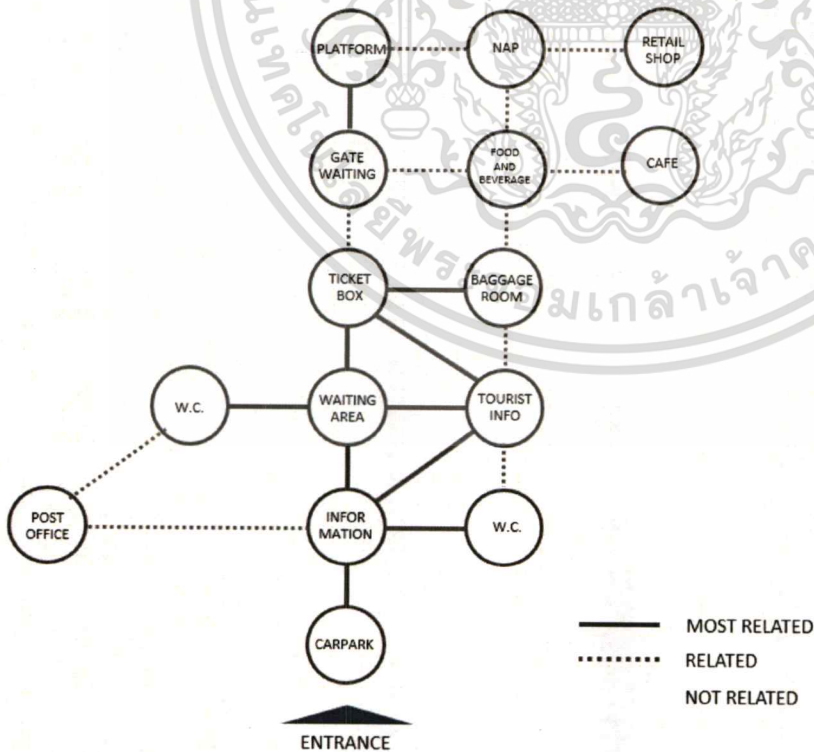 PLATFORM
NAP
RETAIL
SHOP
GATE
WAITING
FOOD
AND
BEVERAGE
CAFE
TICKET
BOX
BAGGAGE
ROOM
W.C.
WAITING
AREA
TOURIST
INFO
POST
OFFICE
INFOR
MATION
W.C.
CARPARK
ENTRANCE
MOST RELATED
RELATED
NOT RELATED